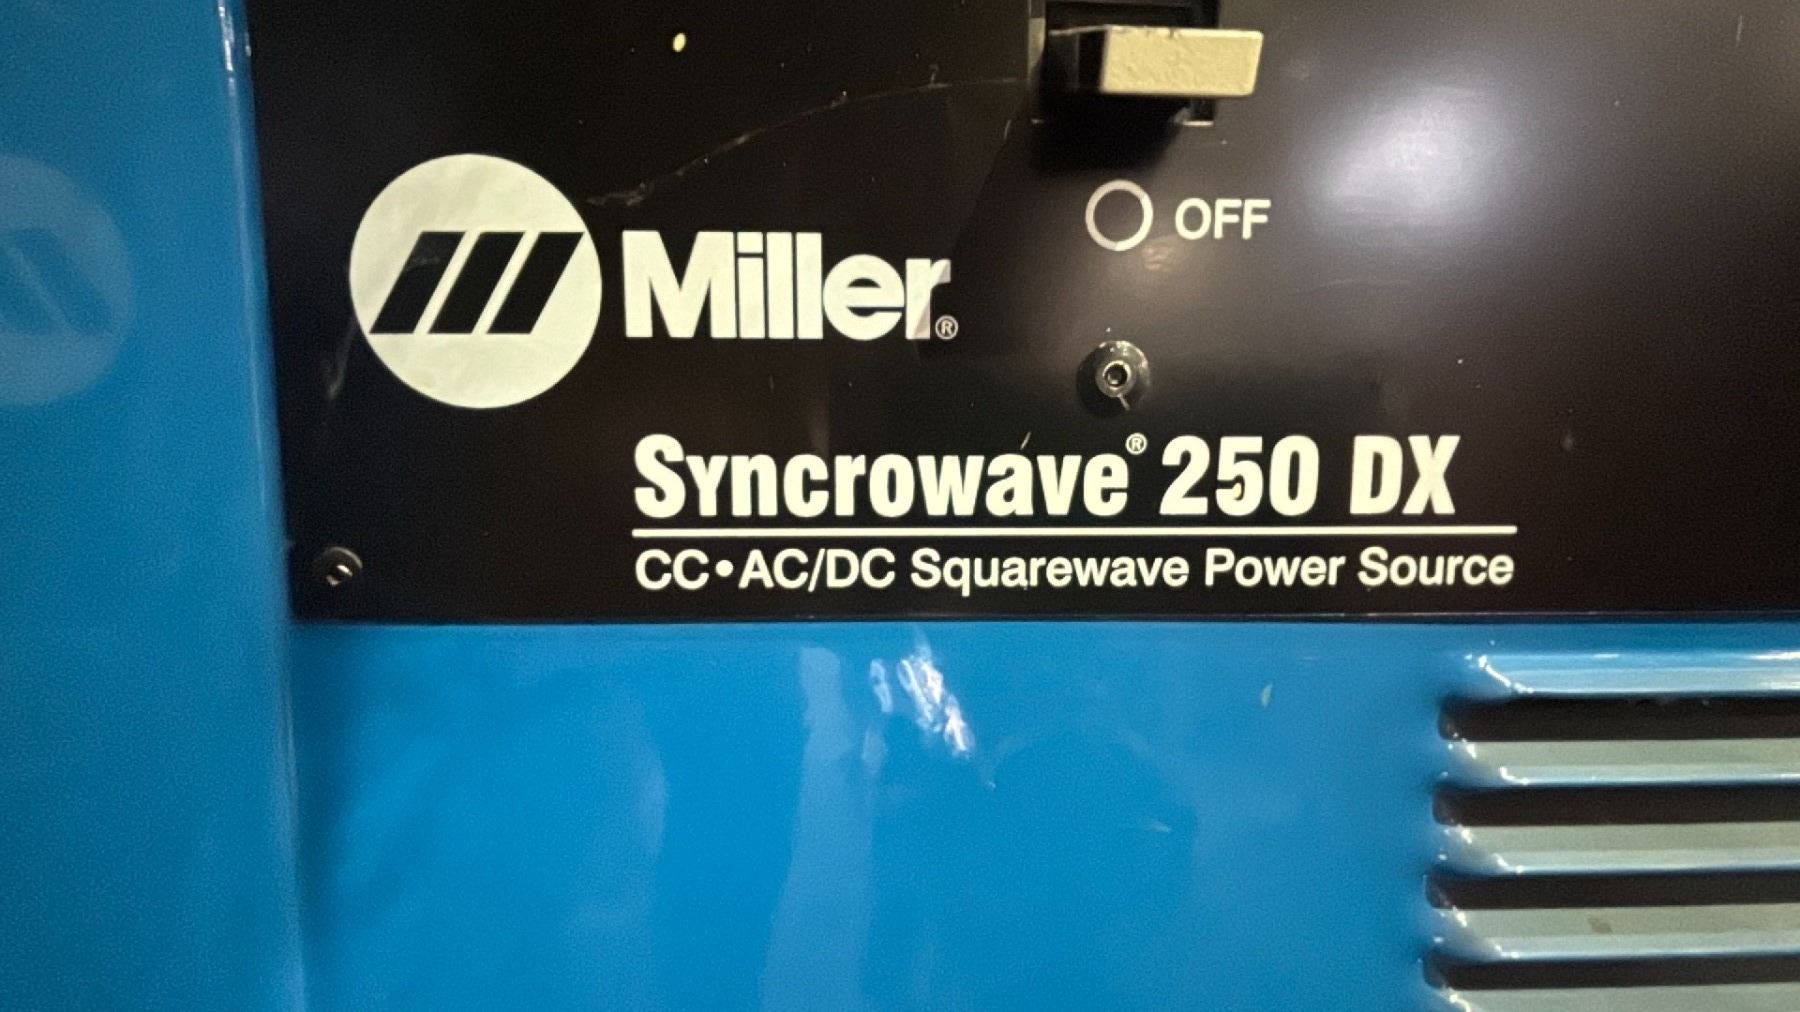 OFF
Miller®
Syncrowave® 250 DX
CC•AC/DC Squarewave Power Source